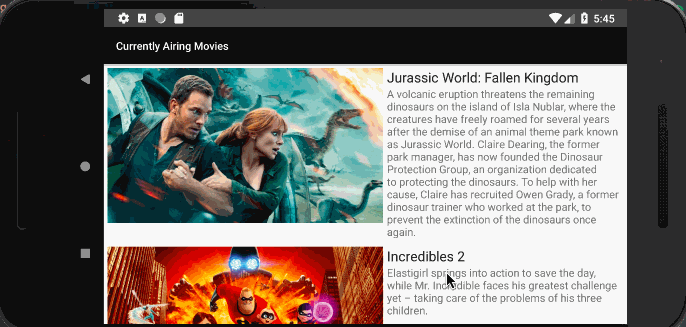 5:45
Currently Airing Movies
Jurassic World: Fallen Kingdom
A volcanic eruption threatens the remaining
dinosaurs on the island of Isla Nublar, where the
creatures have freely roamed for several years
after the demise of an animal theme park known
as Jurassic World. Claire Dearing, the former
park manager, has now founded the Dinosaur
Protection Group, an organization dedicated
to protecting the dinosaurs. To help with her
cause, Claire has recruited Owen Grady, a former
dinosaur trainer who worked at the park, to
prevent the extinction of the dinosaurs once
again.
Incredibles 2
Elastigirl springs into action to save the day,
while Mr. Incredible faces his greatest challenge
yet – taking care of the problems of his three
children.